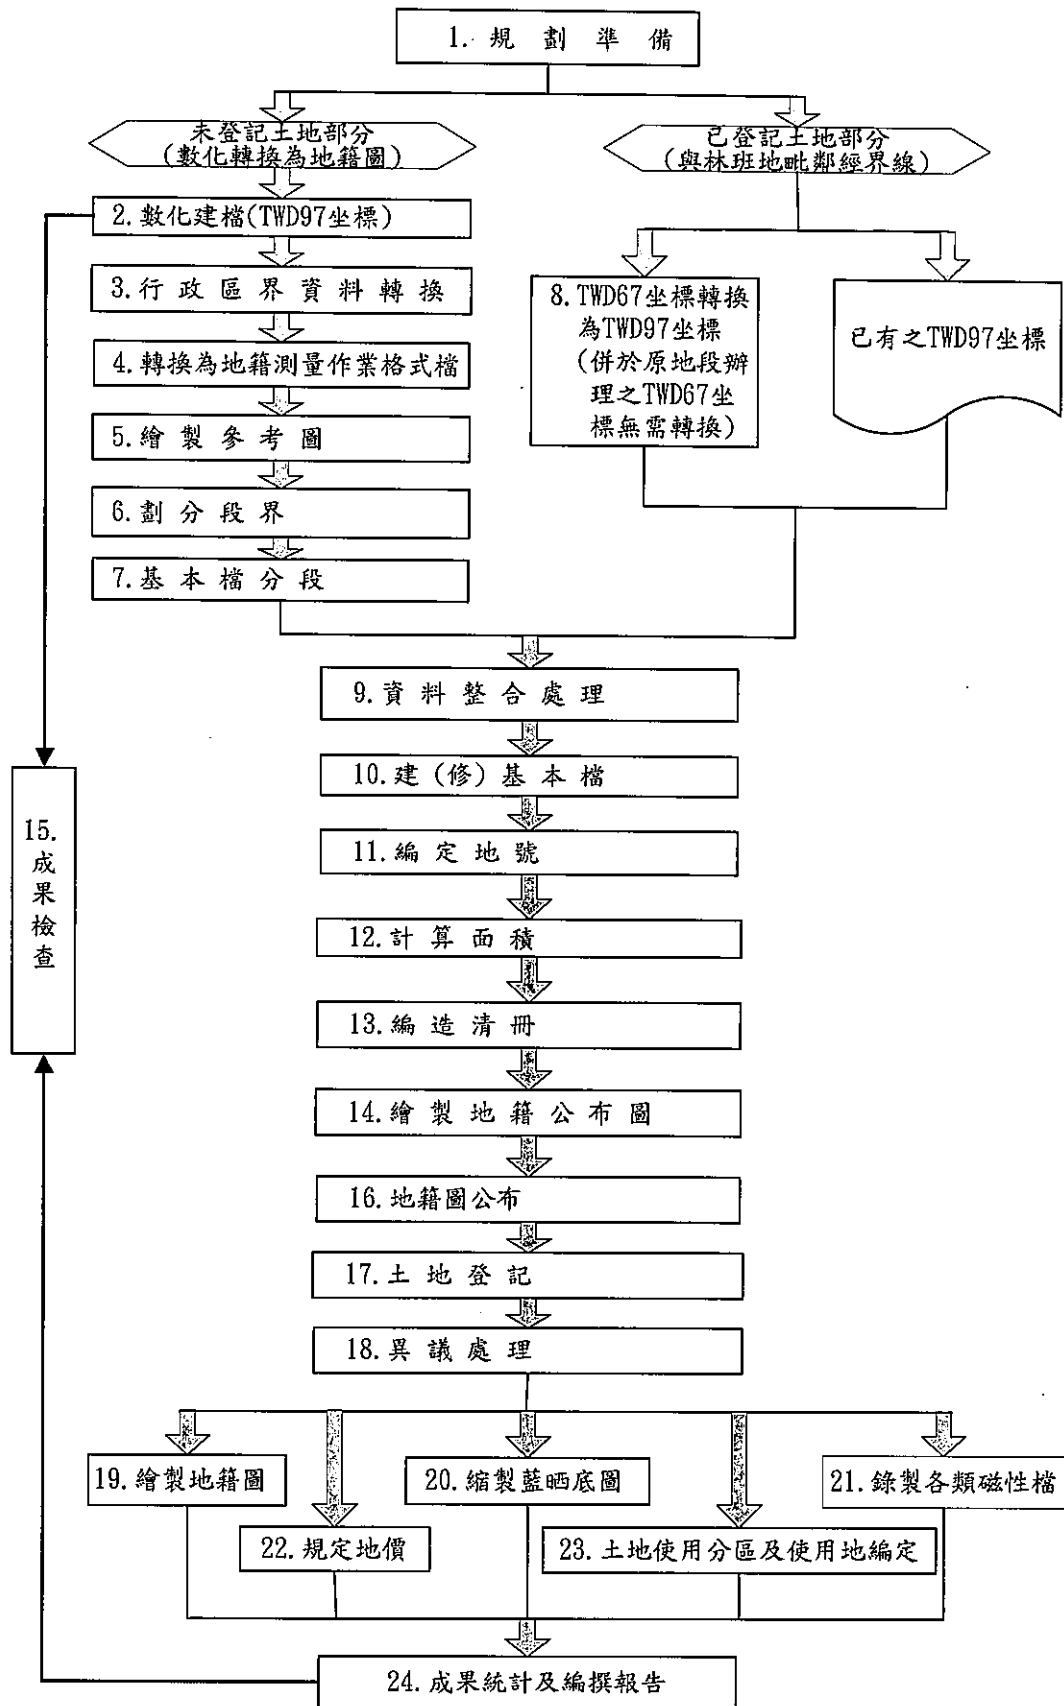 1. 規劃準備
未登記土地部分
(數化轉換為地籍圖)
已登記土地部分
(與林班地毗鄰經界線)
2. 數化建檔(TWD97坐標)
3. 行政區界資料轉換
4. 轉換為地籍測量作業格式檔
5. 繪製參考圖
6. 劃分段界
7. 基本檔分段
8. TWD67坐標轉換
為TWD97坐標
(併於原地段辦
理之TWD67坐
標無需轉換)
已有之TWD97坐標
9. 資料整合處理
10. 建(修)基本檔
11. 編定地號
12. 計算面積
13. 編造清冊
14. 繪製地籍公布圖
15.
成
果
檢
查
16. 地籍圖公布
17. 土地登記
18. 異議處理
19. 繪製地籍圖
20. 縮製藍晒底圖
21. 錄製各類磁性檔
22. 規定地價
23. 土地使用分區及使用地編定
24. 成果統計及編撰報告